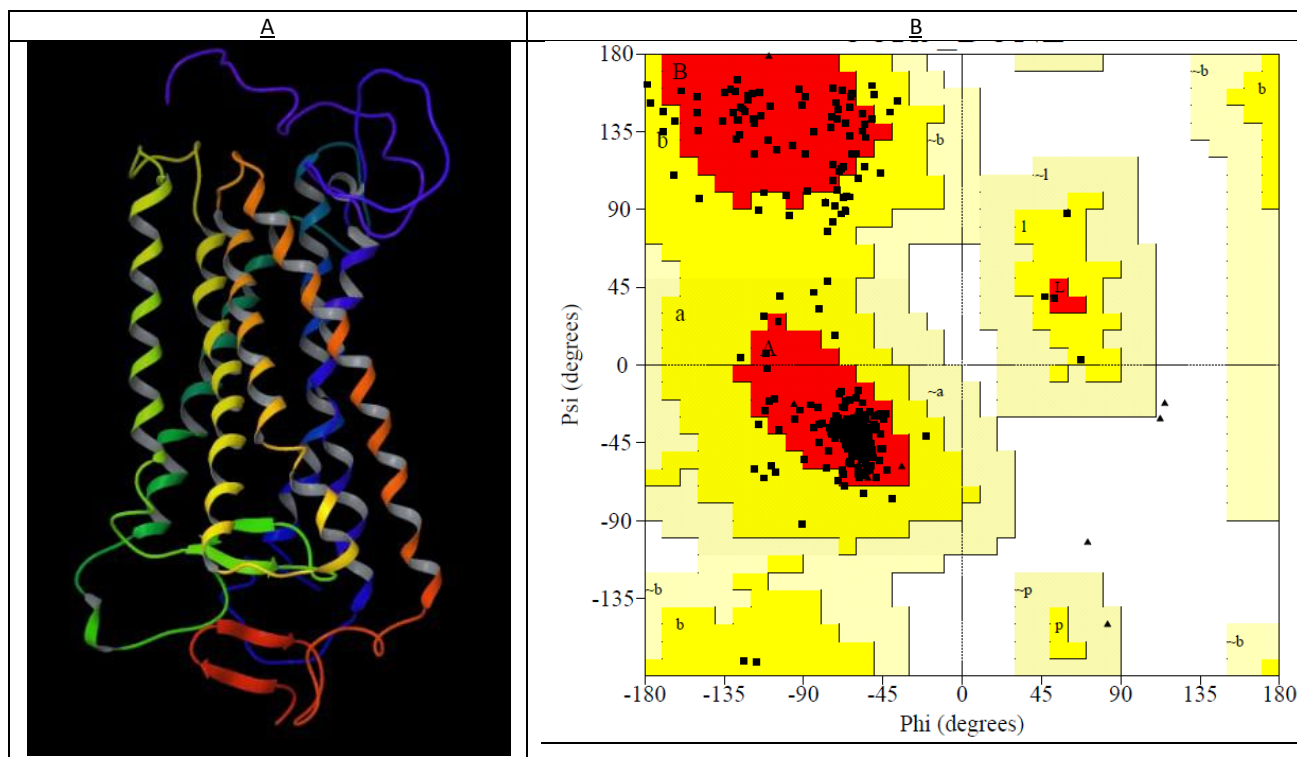 A
B
180
135
90
45
0
-45
-90
-135
-180 -135 -90 -45 0 45 90 135 180
Psi (degrees)
Phi (degrees)
B
b
~b
~b
b
~l
l
L
a
A
~a
~b
b
~p
p
~b